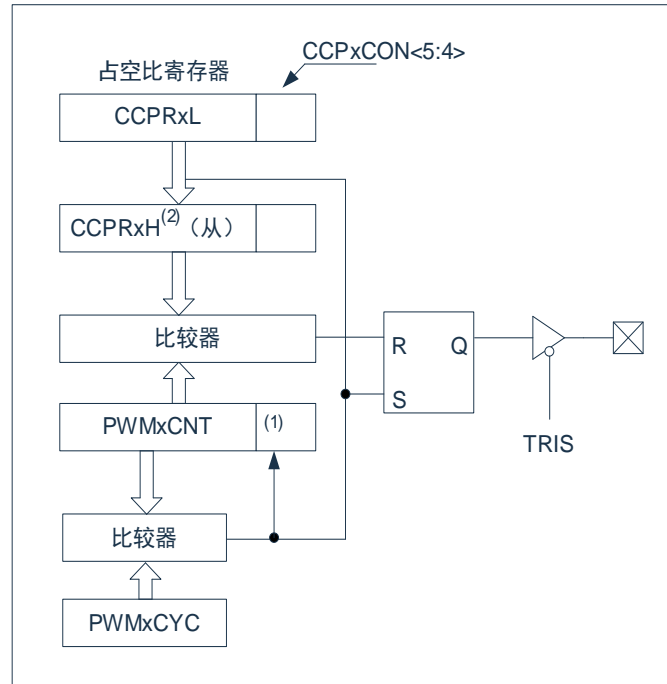 CCPxCON<5:4>
占空比寄存器
CCPRxL
CCPRxH(2)（从）
比较器
R Q
PWMxCNT (1)
S
TRIS
比较器
PWMxCYC